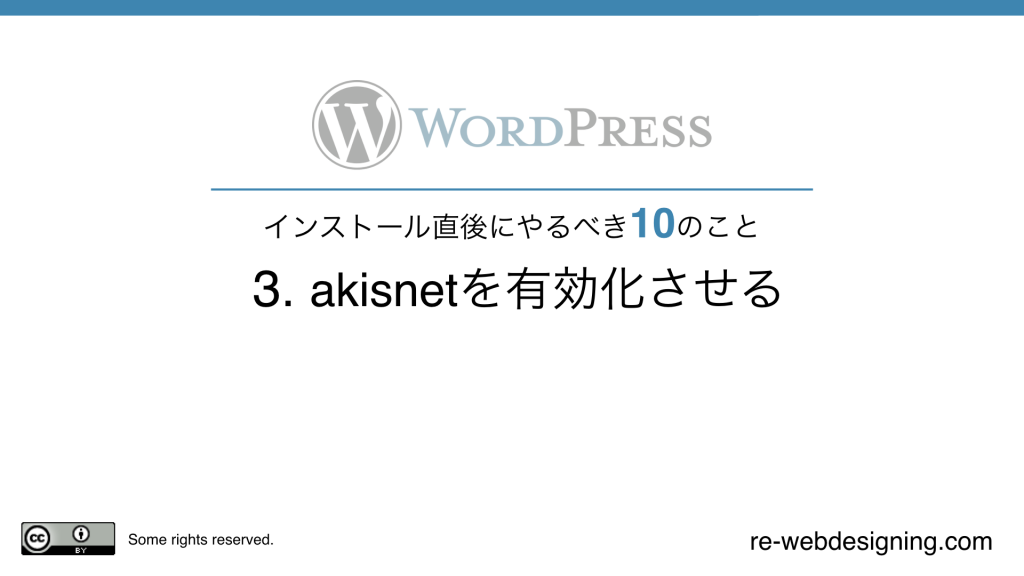 WORDPRESS
インストール直後にやるべき10のこと
3. akisnetを有効化させる
cc BY
Some rights reserved.
re-webdesigning.com